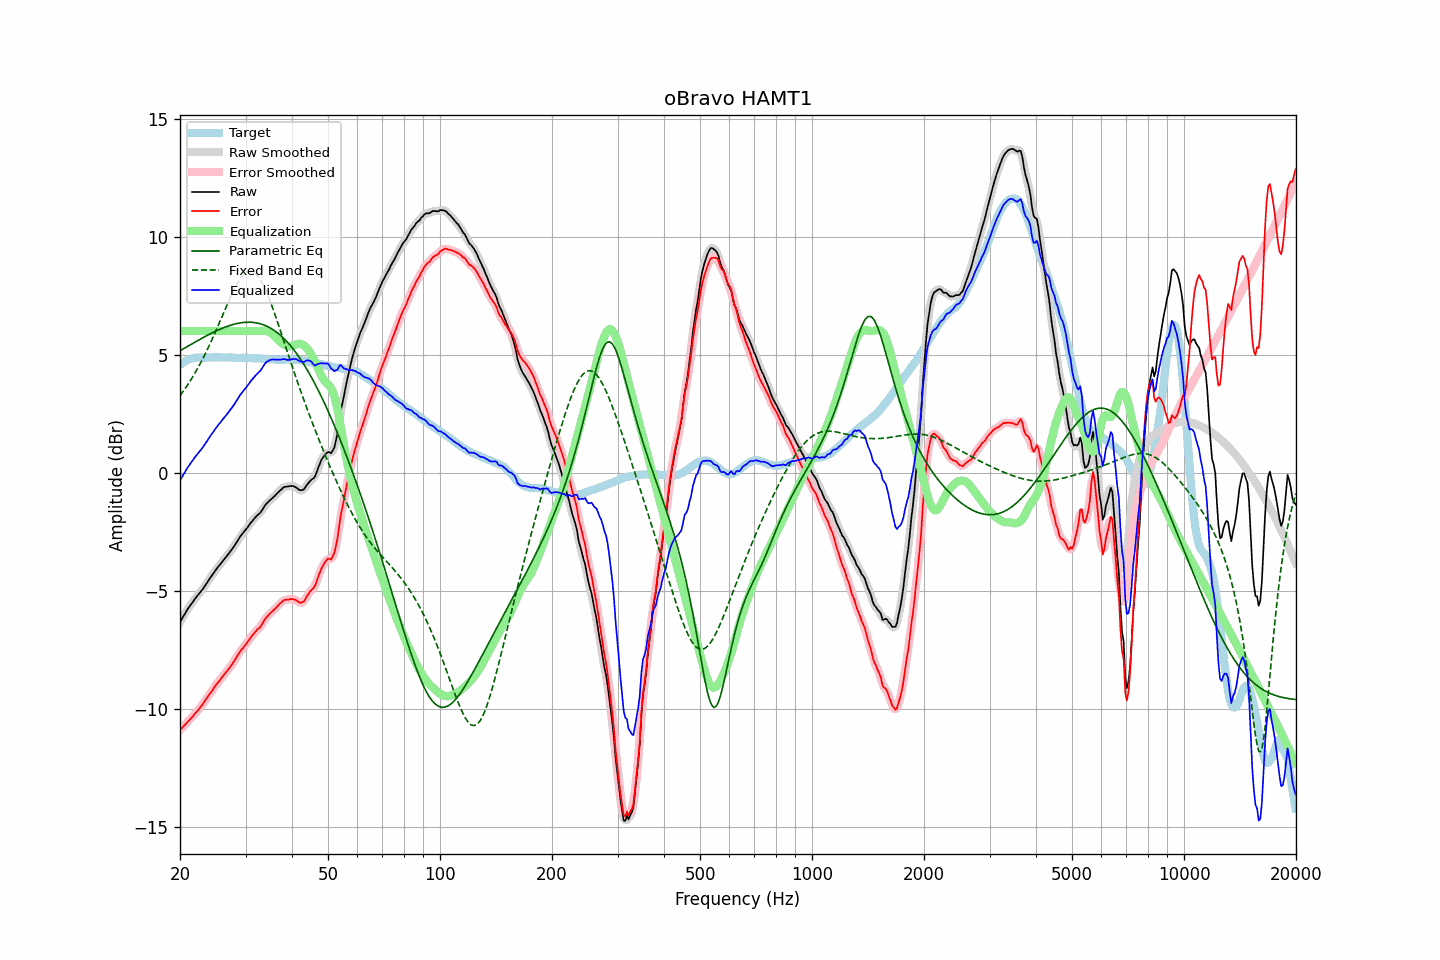 oBravo HAMT1
Target
Raw Smoothed
Error Smoothed
Raw
Error
Equalization
Parametric Eq
Fixed Band Eq
Equalized
15
10
5
0
−5
−10
−15
Amplitude (dBr)
20 50 100 200 500 1000 2000 5000 10000 20000
Frequency (Hz)